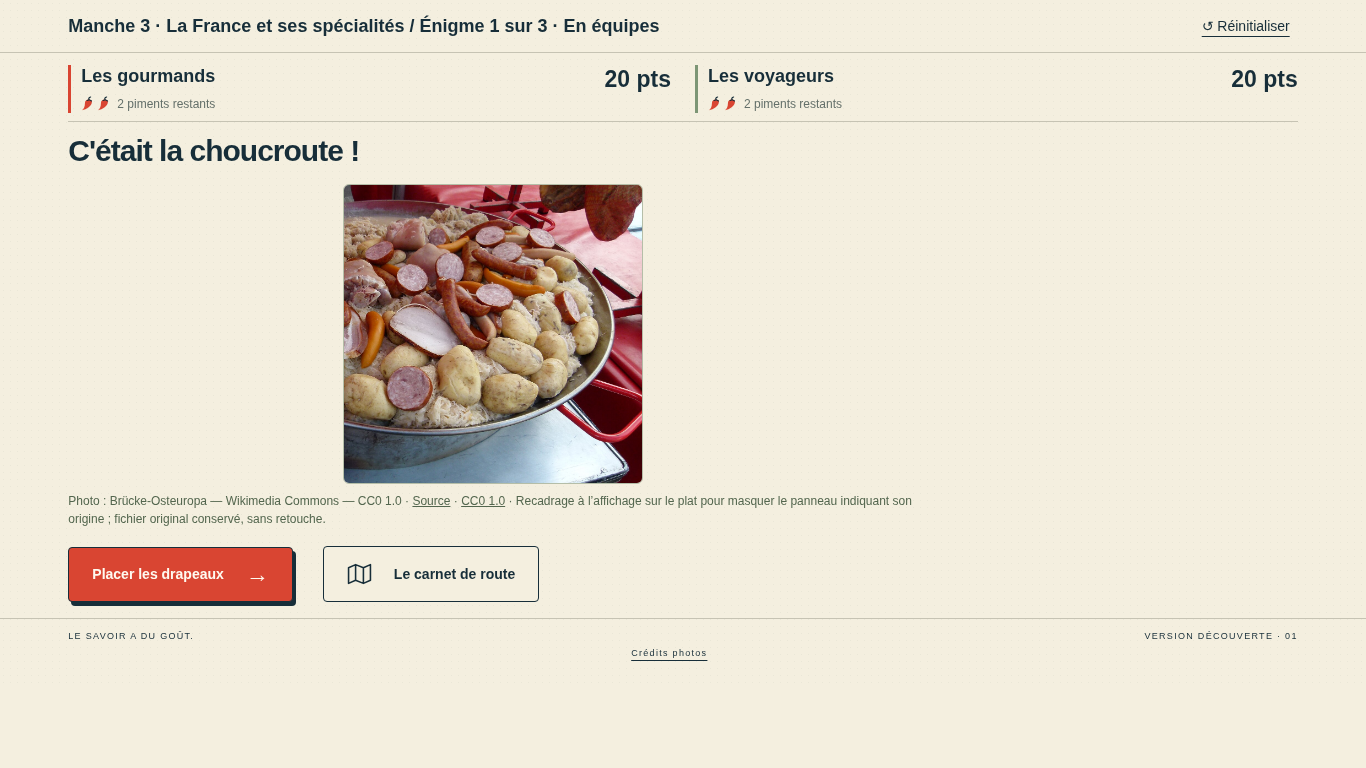 Manche 3 · La France et ses spécialités / Énigme 1 sur 3 · En équipes
↺ Réinitialiser
Les gourmands
20 pts
2 piments restants
Les voyageurs
20 pts
2 piments restants
C'était la choucroute !
Photo : Brücke-Osteuropa — Wikimedia Commons — CC0 1.0 · Source · CC0 1.0 · Recadrage à l’affichage sur le plat pour masquer le panneau indiquant son
origine ; fichier original conservé, sans retouche.
Placer les drapeaux →
Le carnet de route
LE SAVOIR A DU GOÛT.
VERSION DÉCOUVERTE · 01
Crédits photos